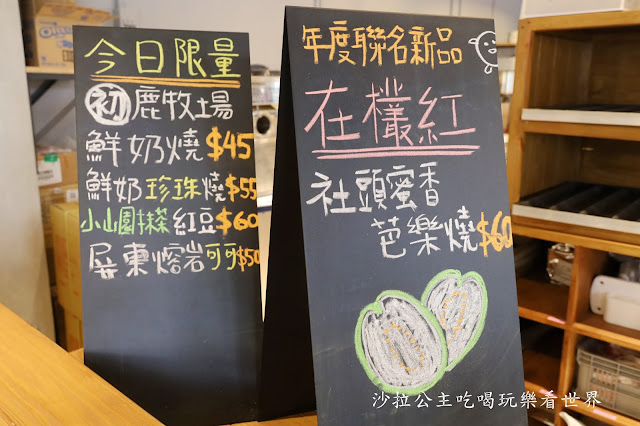 今日限量
初鹿牧場
鮮奶燒$45
鮮奶珍珠燒$55
小山園抹茶紅豆$60
屏東熔岩可可$50
年度聯名新品
在欉紅
社頭蜜香
芭樂燒$60
沙拉公主吃喝玩樂看世界